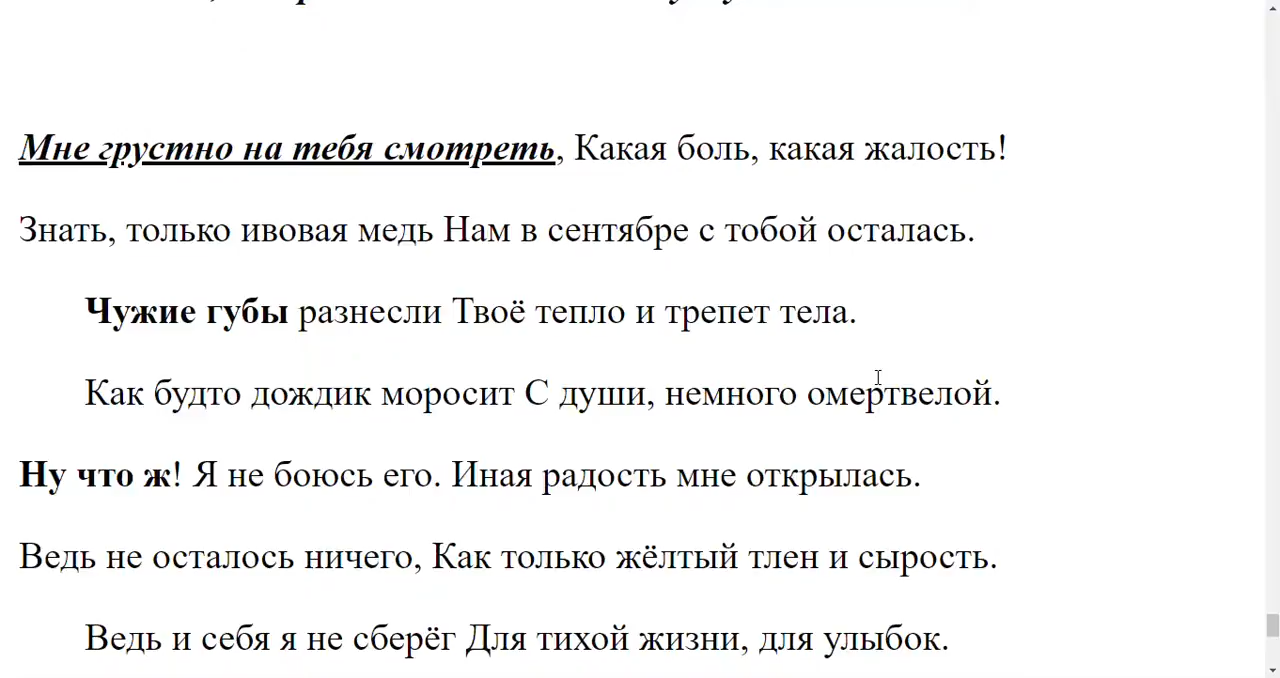 Мне грустно на тебя смотреть, Какая боль, какая жалость!
Знать, только ивовая медь Нам в сентябре с тобой осталась.
Чужие губы разнесли Твоё тепло и трепет тела.
Как будто дождик моросит С души, немного омертвелой.
Ну что ж! Я не боюсь его. Иная радость мне открылась.
Ведь не осталось ничего, Как только жёлтый тлен и сырость.
Ведь и себя я не сберёг Для тихой жизни, для улыбок.